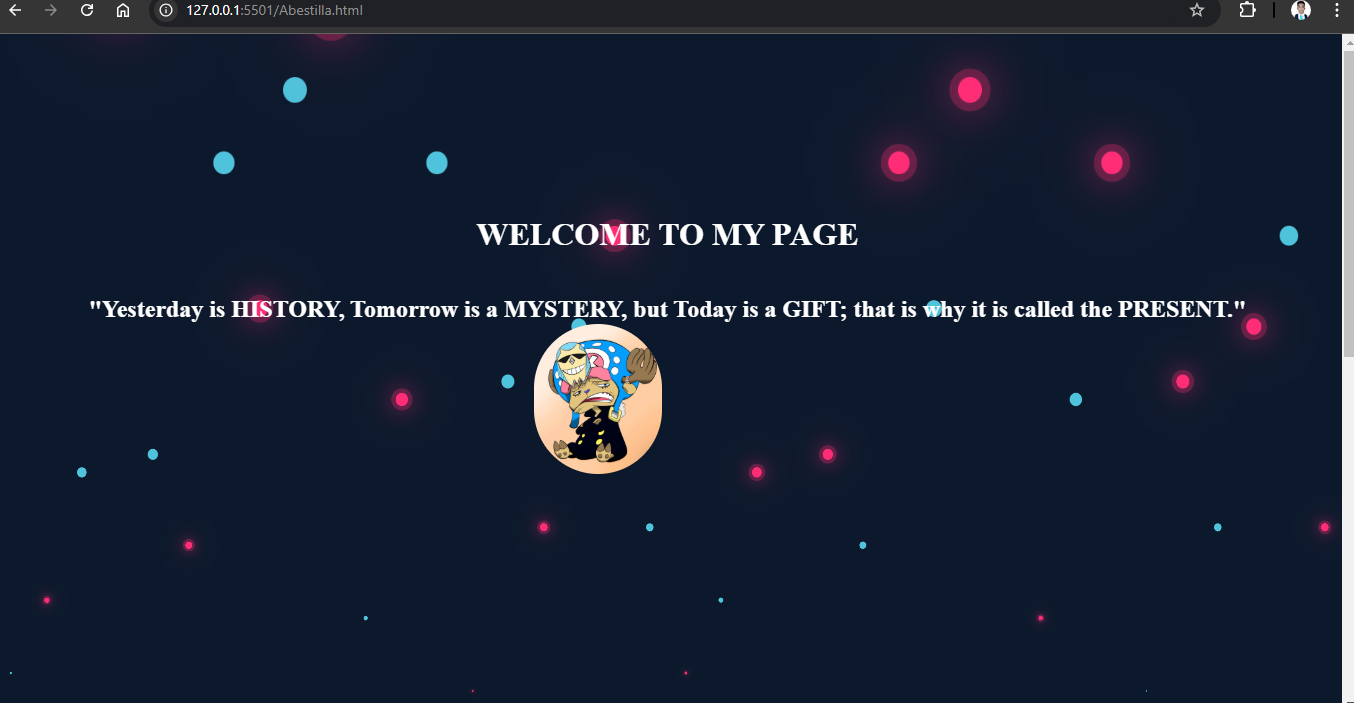 127.0.0.1:5501/Abestilla.html
WELCOME TO MY PAGE
"Yesterday is HISTORY, Tomorrow is a MYSTERY, but Today is a GIFT; that is why it is called the PRESENT."